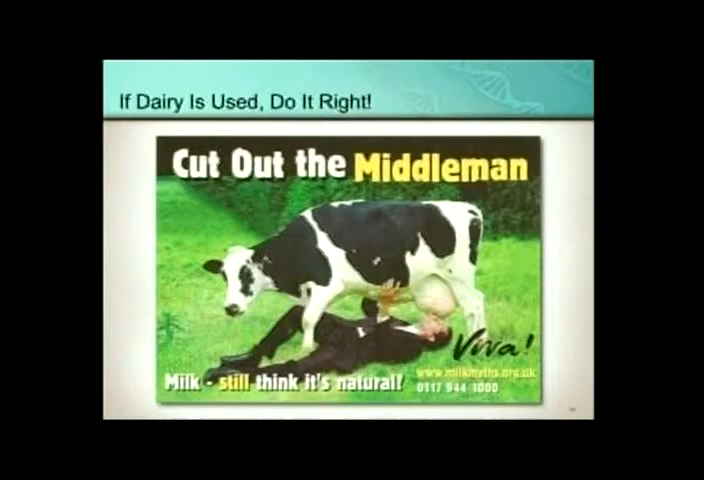 If Dairy Is Used, Do It Right!
Cut Out the Middleman
Viva!
Milk - still think it's natural?
www.milkmyths.org.uk
0117 944 1000